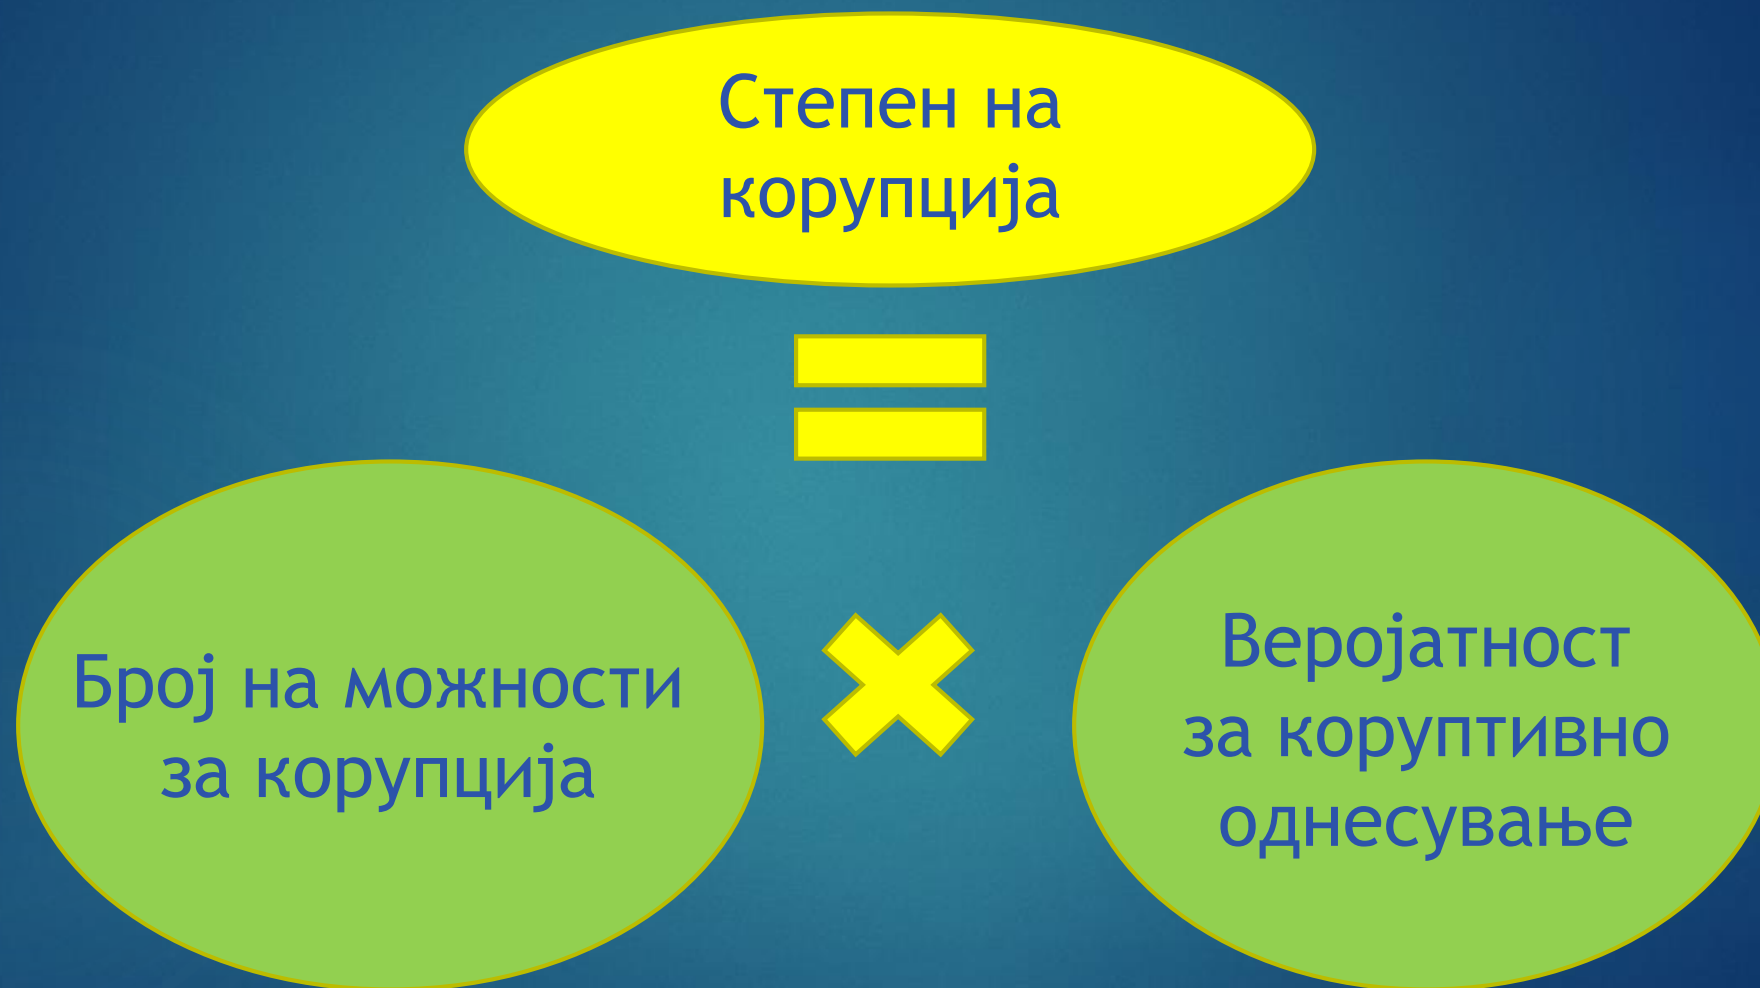 Степен на
корупција
Број на можности
за корупција
Веројатност
за коруптивно
однесување